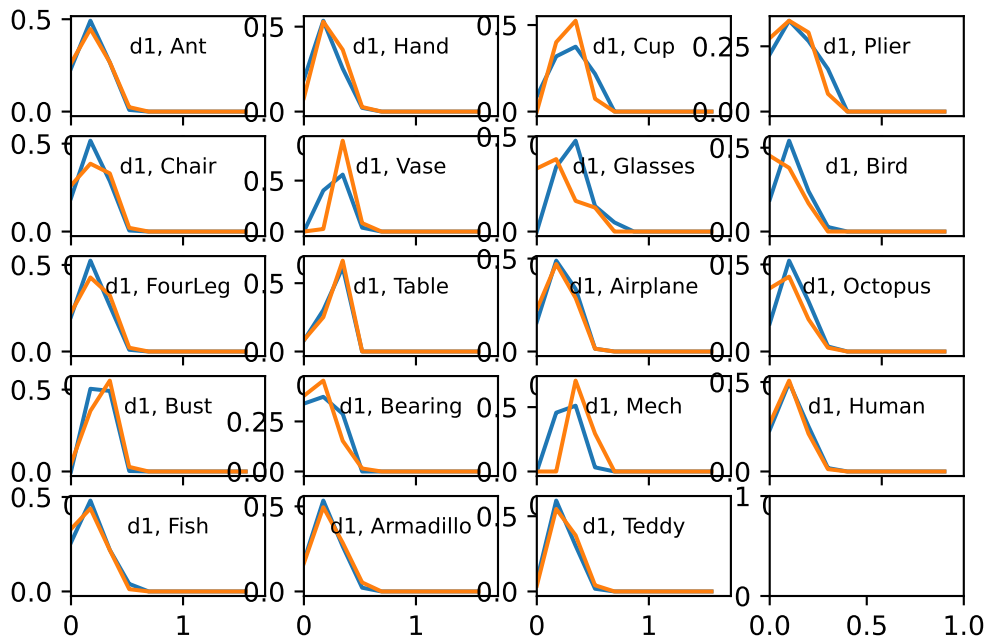 0.5 d1, Ant 0.5 d1, Hand 0.5 d1, Cup 0.25 d1, Plier
0.0 0.0 0.0 0.0
0.5 d1, Chair 0.5 d1, Vase 0.5 d1, Glasses 0.5 d1, Bird
0.0 0.0 0.0 0.0
0.5 d1, FourLeg 0.5 d1, Table 0.5 d1, Airplane 0.5 d1, Octopus
0.0 0.0 0.0 0.0
0.5 d1, Bust 0.25 d1, Bearing 0.5 d1, Mech 0.5 d1, Human
0.0 0.00 0.0 0.0
0.5 d1, Fish 0.5 d1, Armadillo 0.5 d1, Teddy 1
0.0 0.0 0.0 0
0 1 0 1 0 1 0.0 0.5 1.0